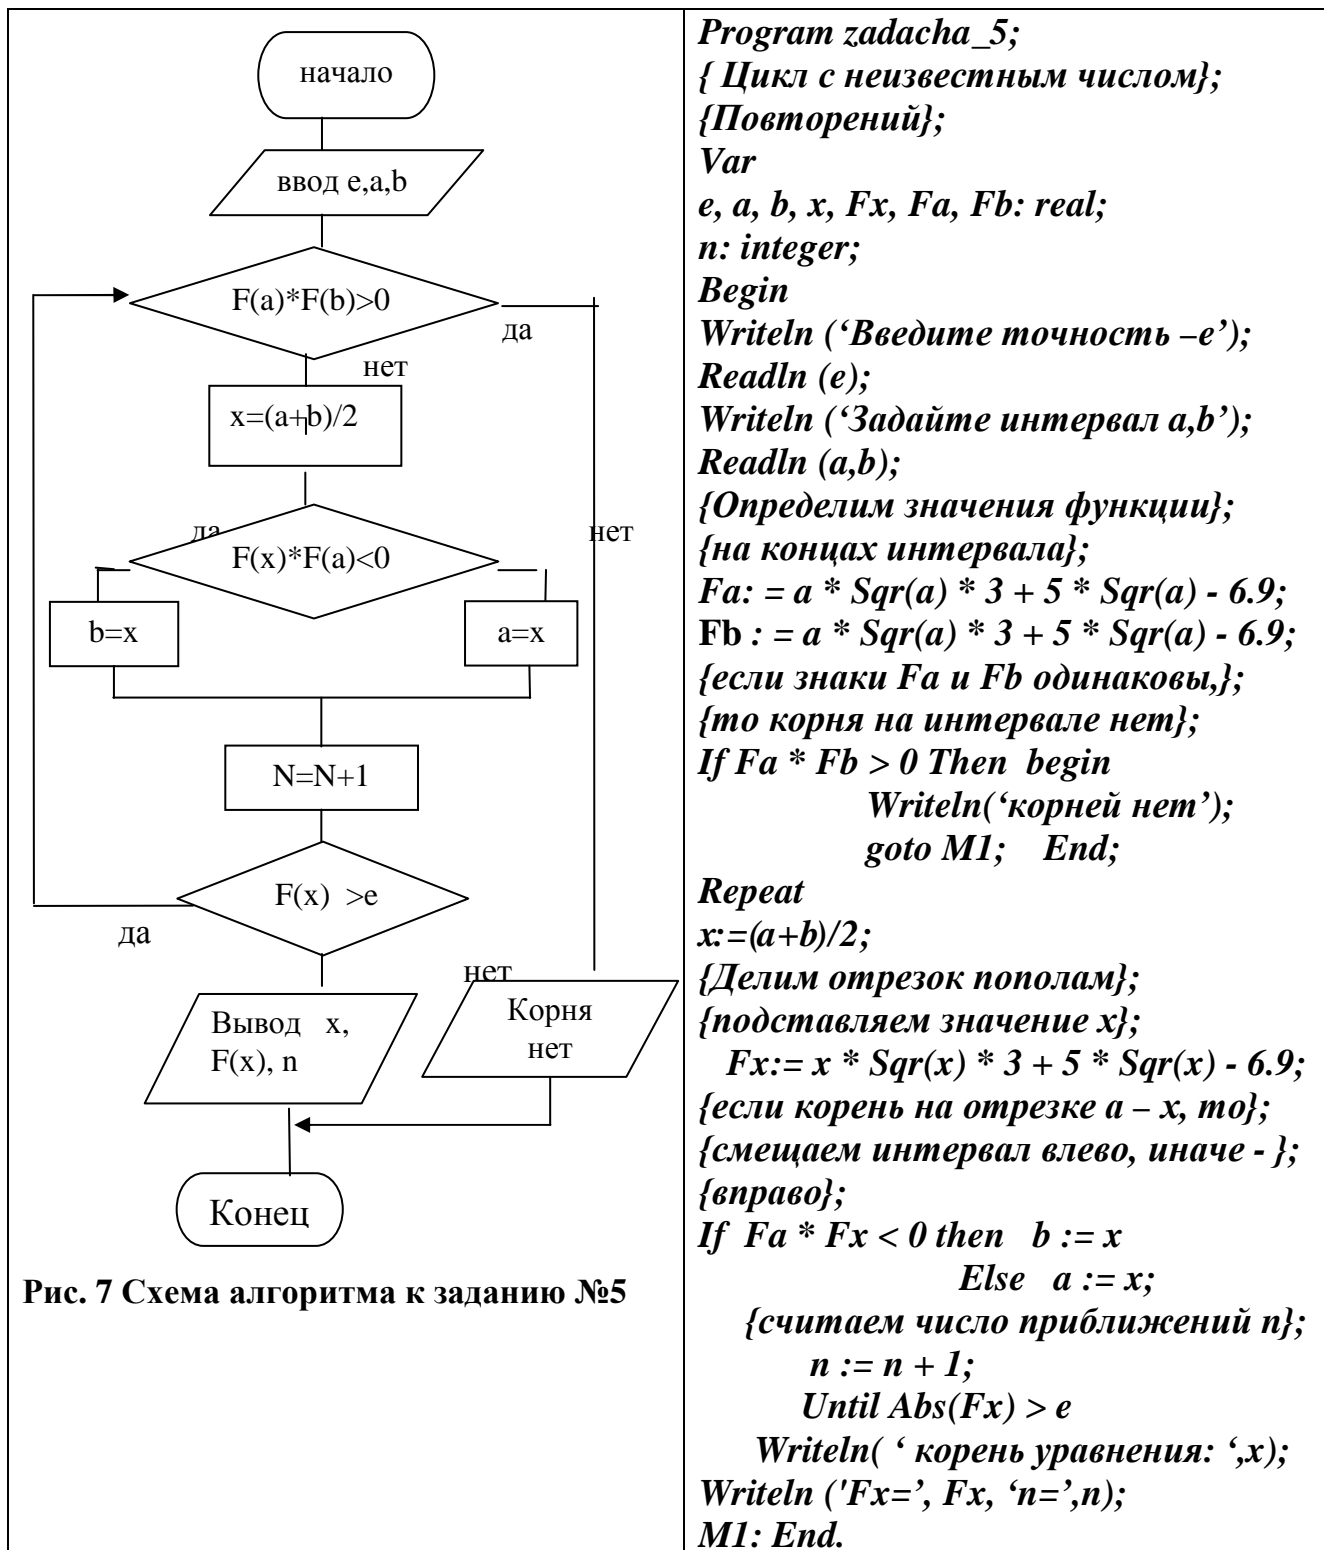 начало
ввод e,a,b
F(a)*F(b)>0
да
нет
x=(a+b)/2
да
нет
F(x)*F(a)<0
b=x
a=x
N=N+1
F(x) >e
да
нет
Вывод x,
F(x), n
Корня
нет
Конец
Рис. 7 Схема алгоритма к заданию №5
Program zadacha_5;
{ Цикл с неизвестным числом};
{Повторений};
Var
e, a, b, x, Fx, Fa, Fb: real;
n: integer;
Begin
Writeln (‘Введите точность –e’);
Readln (e);
Writeln (‘Задайте интервал a,b’);
Readln (a,b);
{Определим значения функции};
{на концах интервала};
Fa: = a * Sqr(a) * 3 + 5 * Sqr(a) - 6.9;
Fb : = a * Sqr(a) * 3 + 5 * Sqr(a) - 6.9;
{если знаки Fa и Fb одинаковы,};
{то корня на интервале нет};
If Fa * Fb > 0 Then begin
Writeln(‘корней нет’);
goto M1; End;
Repeat
x:=(a+b)/2;
{Делим отрезок пополам};
{подставляем значение x};
Fx:= x * Sqr(x) * 3 + 5 * Sqr(x) - 6.9;
{если корень на отрезке a – x, то};
{смещаем интервал влево, иначе - };
{вправо};
If Fa * Fx < 0 then b := x
Else a := x;
{считаем число приближений n};
n := n + 1;
Until Abs(Fx) > e
Writeln( ‘ корень уравнения: ‘,x);
Writeln ('Fx=’, Fx, ‘n=’,n);
M1: End.